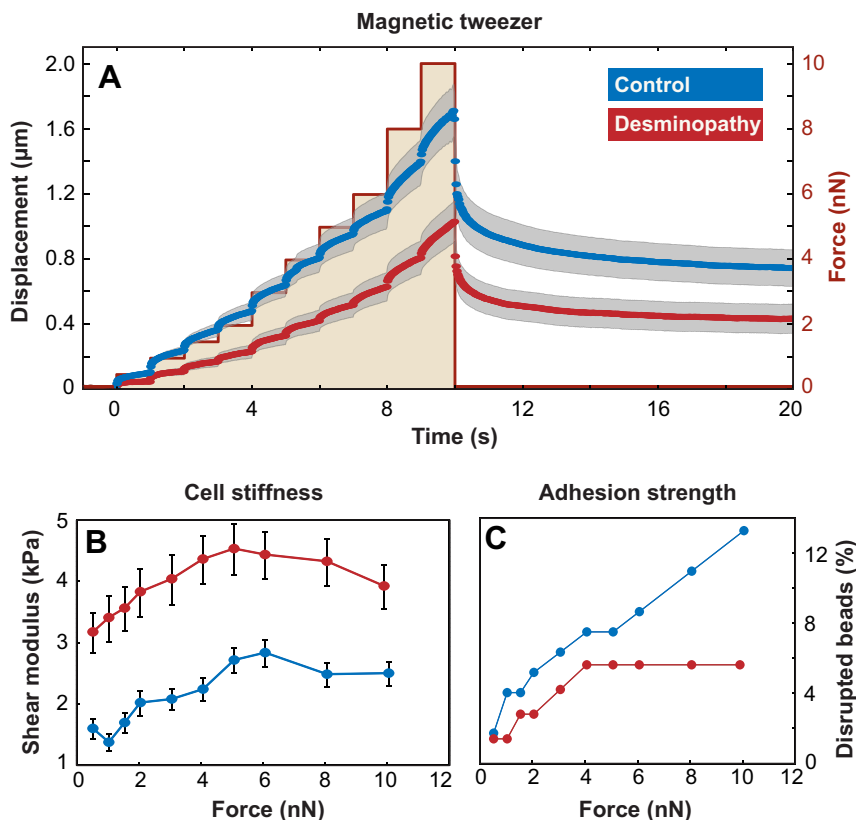 Magnetic tweezer
A
Control
Desminopathy
Displacement (µm)
2.0
1.6
1.2
0.8
0.4
0
Force (nN)
10
8
6
4
2
0
0
4
8
12
16
20
Time (s)
Cell stiffness
B
Shear modulus (kPa)
5
4
3
2
1
0
2
4
6
8
10
12
Force (nN)
Adhesion strength
C
Disrupted beads (%)
12
8
4
0
0
2
4
6
8
10
12
Force (nN)